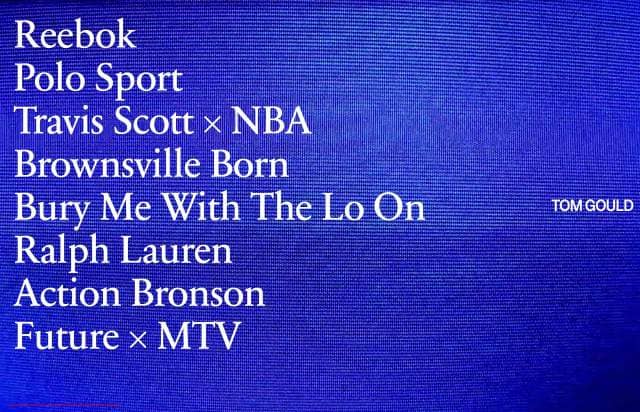 Reebok
Polo Sport
Travis Scott × NBA
Brownsville Born
Bury Me With The Lo On
TOM GOULD
Ralph Lauren
Action Bronson
Future × MTV